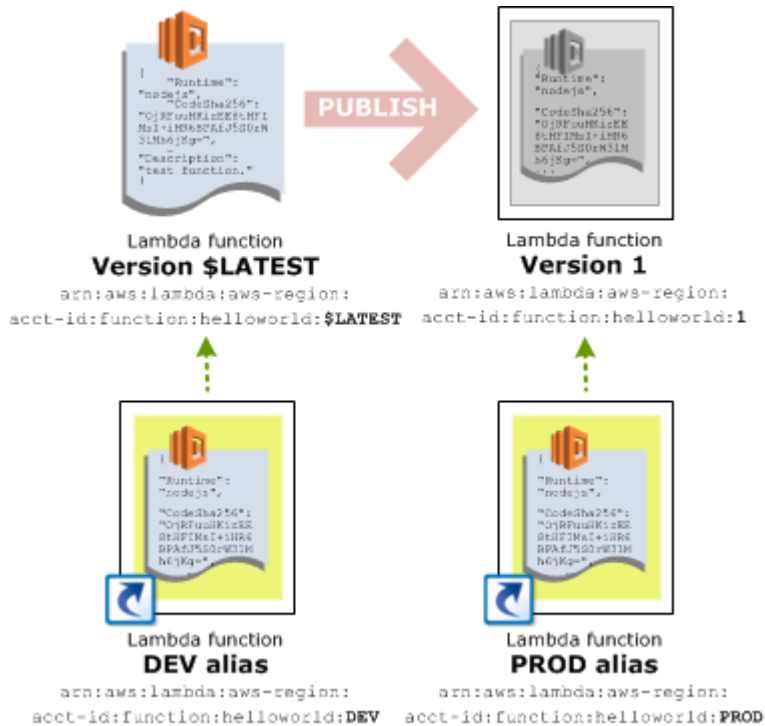 {
"Runtime":
"nodejs",
"CodeSha256":
"Description":
"test function."
}
PUBLISH
{
"Runtime":
"nodejs",
"CodeSha256":
...
Lambda function
Version $LATEST
arn:aws:lambda:aws-region:
acct-id:function:helloworld:$LATEST
Lambda function
Version 1
arn:aws:lambda:aws-region:
acct-id:function:helloworld:1
{
"Runtime":
"nodejs",
"CodeSha256":
{
"Runtime":
"nodejs",
"CodeSha256":
Lambda function
DEV alias
arn:aws:lambda:aws-region:
acct-id:function:helloworld:DEV
Lambda function
PROD alias
arn:aws:lambda:aws-region:
acct-id:function:helloworld:PROD